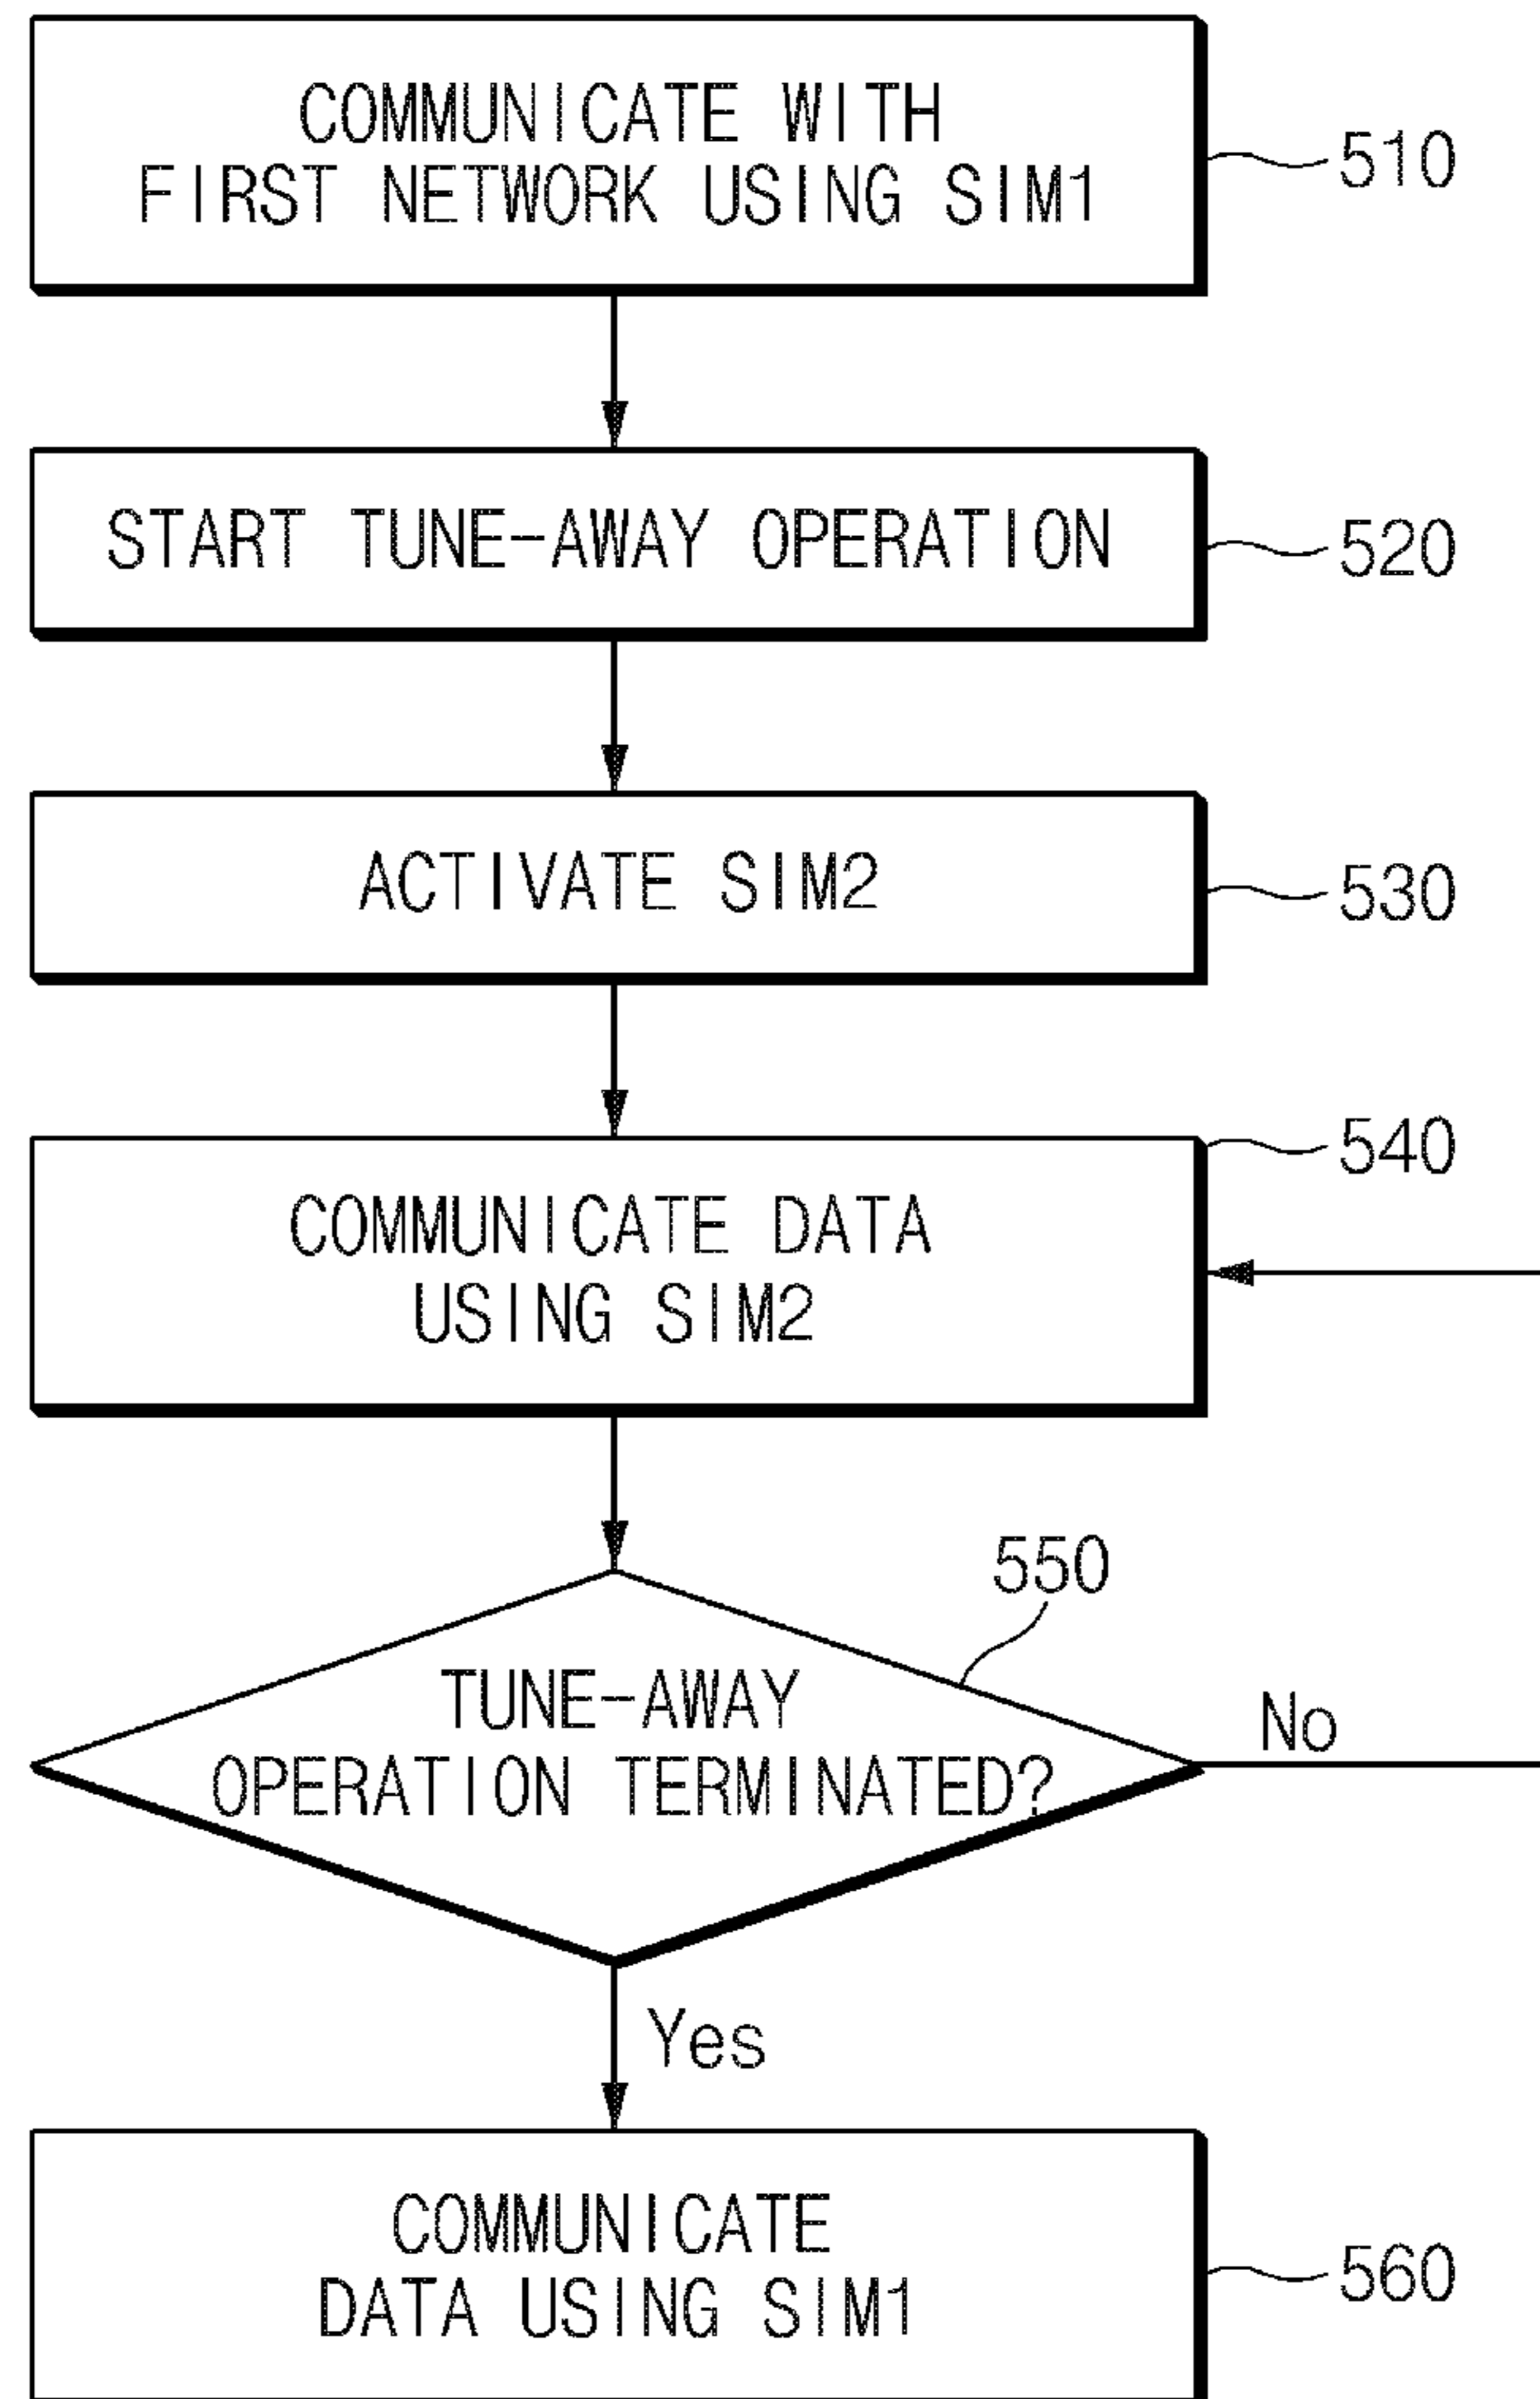 COMMUNICATE WITH
FIRST NETWORK USING SIM1
510
START TUNE-AWAY OPERATION
520
ACTIVATE SIM2
530
540
COMMUNICATE DATA
USING SIM2
550
TUNE-AWAY
OPERATION TERMINATED?
No
Yes
COMMUNICATE
DATA USING SIM1
560